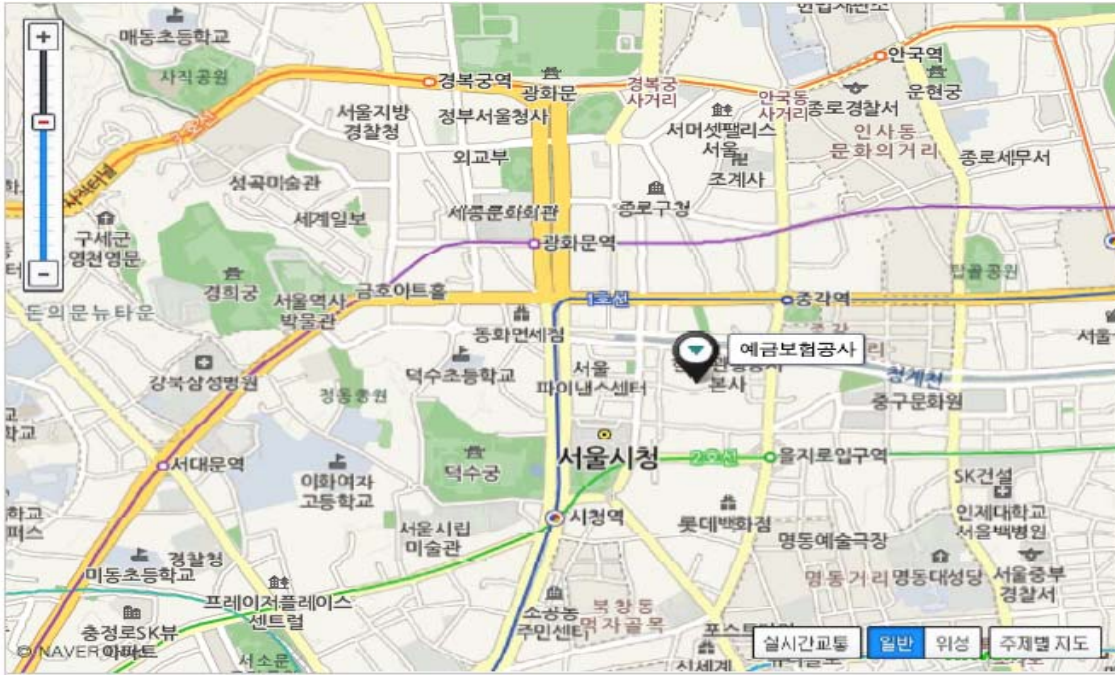 매동초등학교
사직공원
경복궁역
광화문
경복궁
사거리
안국역
운현궁
안국동
사거리
종로경찰서
서울지방
경찰청
정부서울청사
서머셋팰리스
서울
인사동
문화의거리
종로세무서
외교부
조계사
사직터널
성곡미술관
세종문화회관
종로구청
세계일보
구세군
영천영문
광화문역
탑골공원
경희궁
서울역사
박물관
금호아트홀
1호선
종각역
돈의문뉴타운
동화면세점
예금보험공사
강북삼성병원
덕수초등학교
서울
파이낸스센터
본사
청계천
중구문화원
정동공원
서울시청
2호선
을지로입구역
서대문역
덕수궁
이화여자
고등학교
SK건설
시청역
인제대학교
서울백병원
서울시립
미술관
롯데백화점
명동예술극장
경찰청
미동초등학교
명동거리
명동대성당
서울중부
경찰서
프레이저플레이스
센트럴
소공동
주민센터
북창동
먹자골목
충정로SK뷰
아파트
© NAVER
서소문
신세계
실시간교통
일반
위성
주제별 지도